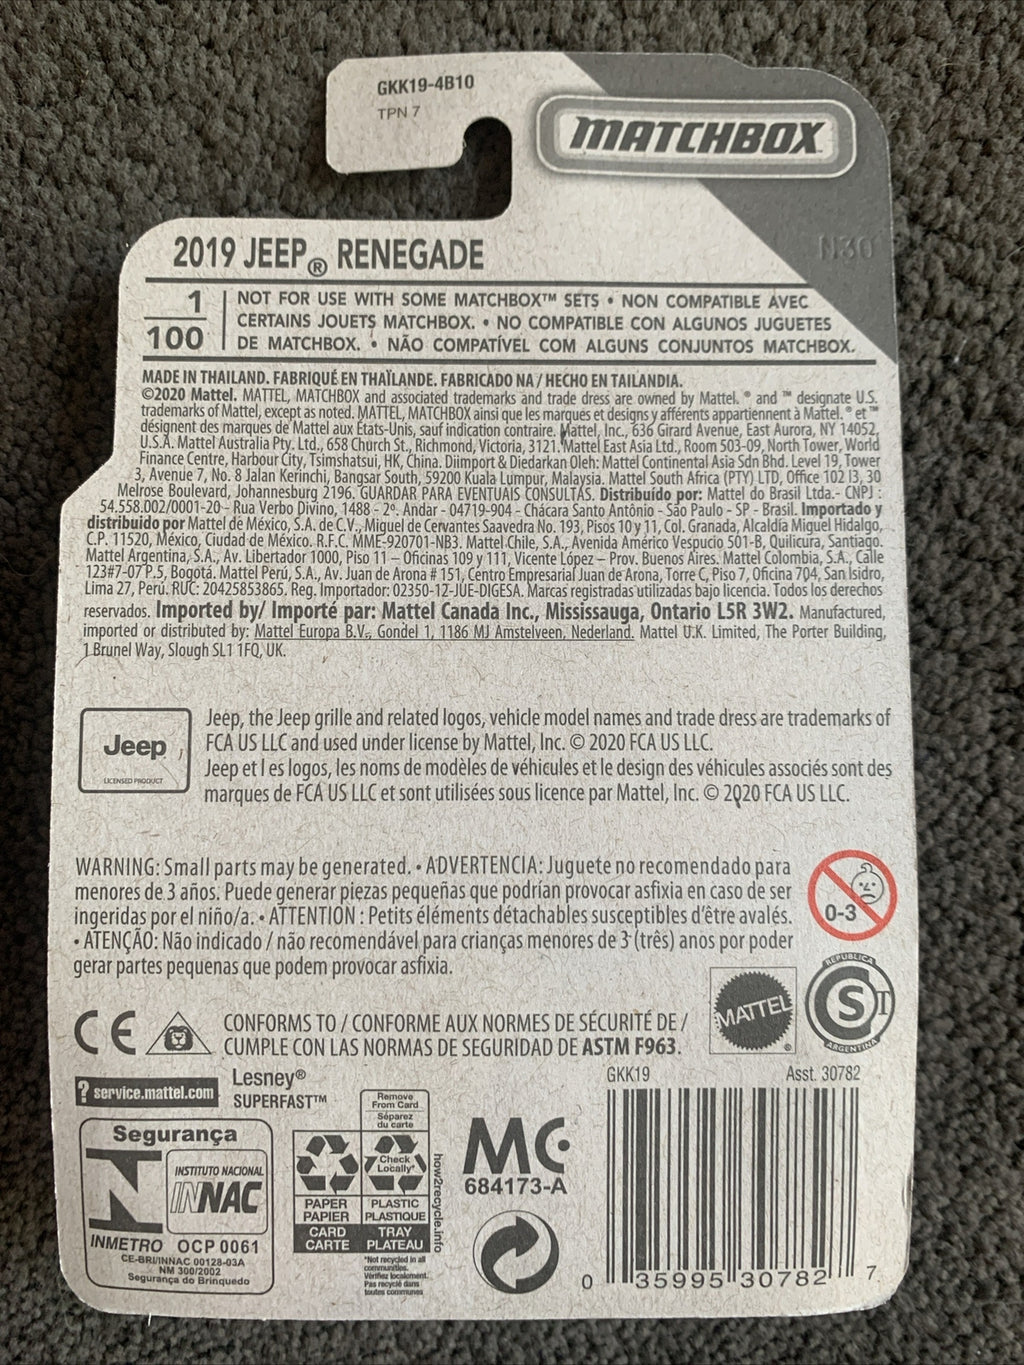 GKK19-4B10
TPN 7
MATCHBOX
N30
2019 JEEP® RENEGADE
1
100
NOT FOR USE WITH SOME MATCHBOX™ SETS • NON COMPATIBLE AVEC
CERTAINS JOUETS MATCHBOX. • NO COMPATIBLE CON ALGUNOS JUGUETES
DE MATCHBOX. • NÃO COMPATÍVEL COM ALGUNS CONJUNTOS MATCHBOX.
MADE IN THAILAND. FABRIQUÉ EN THAÏLANDE. FABRICADO NA / HECHO EN TAILANDIA.
©2020 Mattel. MATTEL, MATCHBOX and associated trademarks and trade dress are owned by Mattel. ® and ™ designate U.S.
trademarks of Mattel, except as noted. MATTEL, MATCHBOX ainsi que les marques et designs y afférents appartiennent à Mattel. ® et ™
désignent des marques de Mattel aux États-Unis, sauf indication contraire. Mattel, Inc., 636 Girard Avenue, East Aurora, NY 14052,
U.S.A. Mattel Australia Pty. Ltd., 658 Church St., Richmond, Victoria, 3121. Mattel East Asia Ltd., Room 503-09, North Tower, World
Finance Centre, Harbour City, Tsimshatsui, HK, China. Diimport & Diedarkan Oleh: Mattel Continental Asia Sdn Bhd. Level 19, Tower
3, Avenue 7, No. 8 Jalan Kerinchi, Bangsar South, 59200 Kuala Lumpur, Malaysia. Mattel South Africa (PTY) LTD, Office 102 I3, 30
Melrose Boulevard, Johannesburg 2196. GUARDAR PARA EVENTUAIS CONSULTAS. Distribuído por: Mattel do Brasil Ltda.- CNPJ :
54.558.002/0001-20 – Rua Verbo Divino, 1488 - 2º. Andar - 04719-904 - Chácara Santo Antônio - São Paulo - SP - Brasil. Importado y
distribuido por Mattel de México, S.A. de C.V., Miguel de Cervantes Saavedra No. 193, Pisos 10 y 11, Col. Granada, Alcaldía Miguel Hidalgo,
C.P. 11520, México, Ciudad de México. R.F.C. MME-920701-NB3. Mattel Chile, S.A., Avenida Américo Vespucio 501-B, Quilicura, Santiago.
Mattel Argentina, S.A., Av. Libertador 1000, Piso 11 – Oficinas 109 y 111, Vicente López – Prov. Buenos Aires. Mattel Colombia, S.A., Calle
123#7-07 P.5, Bogotá. Mattel Perú, S.A., Av. Juan de Arona # 151, Centro Empresarial Juan de Arona, Torre C, Piso 7, Oficina 704, San Isidro,
Lima 27, Perú. RUC: 20425853865. Reg. Importador: 02350-12-JUE-DIGESA. Marcas registradas utilizadas bajo licencia. Todos los derechos
reservados. Imported by/ Importé par: Mattel Canada Inc., Mississauga, Ontario L5R 3W2. Manufactured,
imported or distributed by: Mattel Europa B.V., Gondel 1, 1186 MJ Amstelveen, Nederland. Mattel U.K. Limited, The Porter Building,
1 Brunel Way, Slough SL1 1FQ, UK.
Jeep
LICENSED PRODUCT
Jeep, the Jeep grille and related logos, vehicle model names and trade dress are trademarks of
FCA US LLC and used under license by Mattel, Inc. © 2020 FCA US LLC.
Jeep et l es logos, les noms de modèles de véhicules et le design des véhicules associés sont des
marques de FCA US LLC et sont utilisées sous licence par Mattel, Inc. © 2020 FCA US LLC.
WARNING: Small parts may be generated. • ADVERTENCIA: Juguete no recomendado para
menores de 3 años. Puede generar piezas pequeñas que podrían provocar asfixia en caso de ser
ingeridas por el niño/a. • ATTENTION : Petits éléments détachables susceptibles d'être avalés.
• ATENÇÃO: Não indicado / não recomendável para crianças menores de 3 (três) anos por poder
gerar partes pequenas que podem provocar asfixia.
0-3
MATTEL
®
REPUBLICA
S T
ARGENTINA
CE
CONFORMS TO / CONFORME AUX NORMES DE SÉCURITÉ DE /
CUMPLE CON LAS NORMAS DE SEGURIDAD DE ASTM F963.
? service.mattel.com
Lesney®
SUPERFAST™
GKK19
Asst. 30782
Segurança
INSTITUTO NACIONAL
INNAC
INMETRO OCP 0061
CE-BRI/INNAC 00128-03A
NM 300/2002
Segurança do Brinquedo
Remove
From Card
Séparez
du carte
Check
Locally*
PAPER
PAPIER
CARD
CARTE
PLASTIC
PLASTIQUE
TRAY
PLATEAU
*Not recycled in all
communities.
Vérifiez localement.
Pas recyclé dans
toutes communes
how2recycle.info
MC
684173-A
0 35995 30782 7